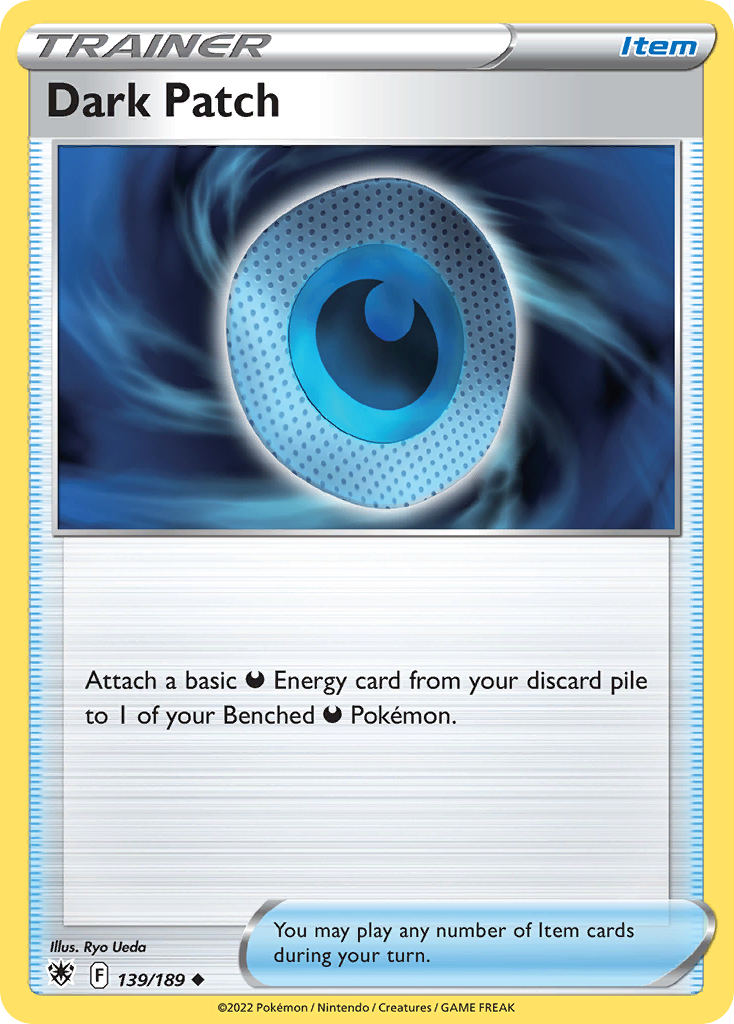 TRAINER
Item
Dark Patch
Attach a basic Energy card from your discard pile
to 1 of your Benched Pokémon.
You may play any number of Item cards
during your turn.
Illus. Ryo Ueda
F 139/189
©2022 Pokémon / Nintendo / Creatures / GAME FREAK